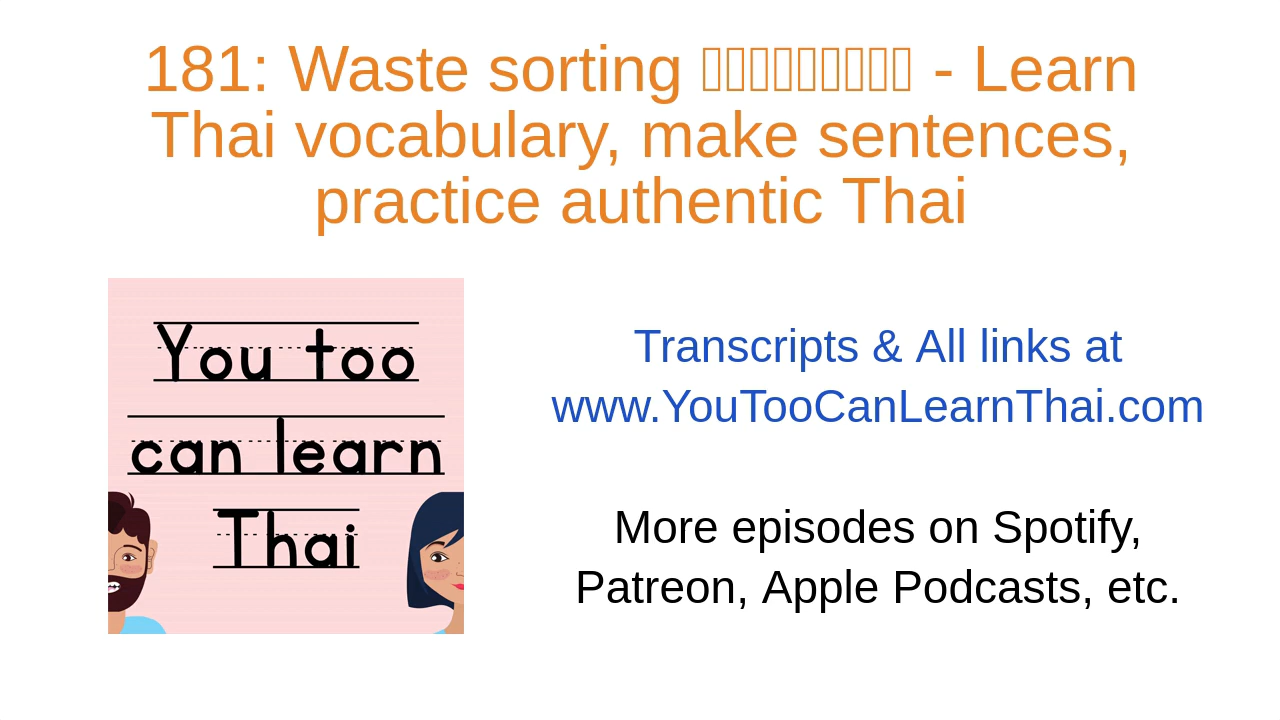 181: Waste sorting - Learn
Thai vocabulary, make sentences,
practice authentic Thai
You too
can learn
Thai
Transcripts & All links at
www.YouTooCanLearnThai.com
More episodes on Spotify,
Patreon, Apple Podcasts, etc.